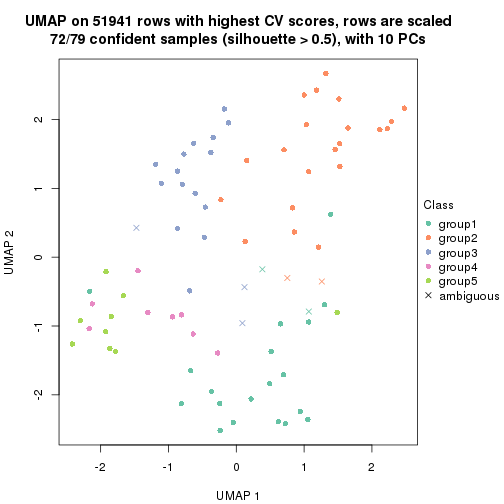 UMAP on 51941 rows with highest CV scores, rows are scaled
72/79 confident samples (silhouette > 0.5), with 10 PCs
2
1
0
-1
-2
UMAP 2
-2
-1
0
1
2
UMAP 1
Class
group1
group2
group3
group4
group5
ambiguous